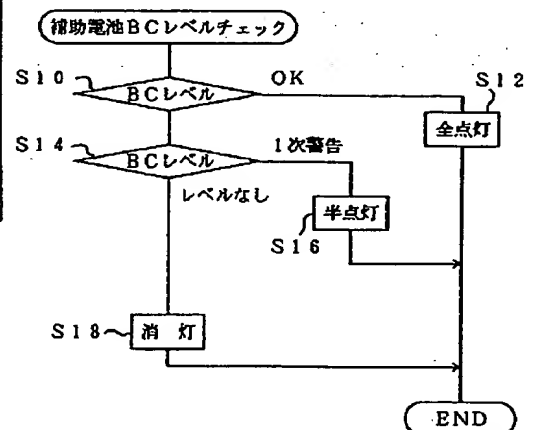 補助電池BCレベルチェック
S10
BCレベル
OK
S12
全点灯
S14
BCレベル
1次警告
レベルなし
半点灯
S16
S18
消 灯
END